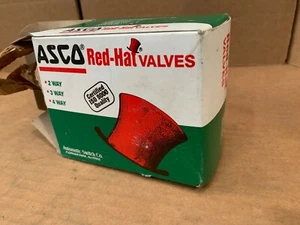 ASCO® Red-Hat VALVES
• 2 WAY
• 3 WAY
• 4 WAY
Certified
ISO 9000
Quality
Automatic Switch Co.